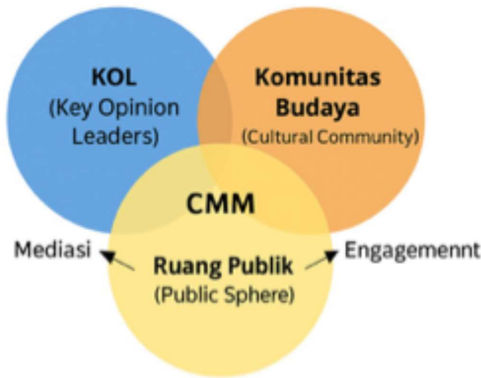 KOL
(Key Opinion
Leaders)
Komunitas
Budaya
(Cultural Community)
CMM
Mediasi
Ruang Publik
(Public Sphere)
Engagemennt